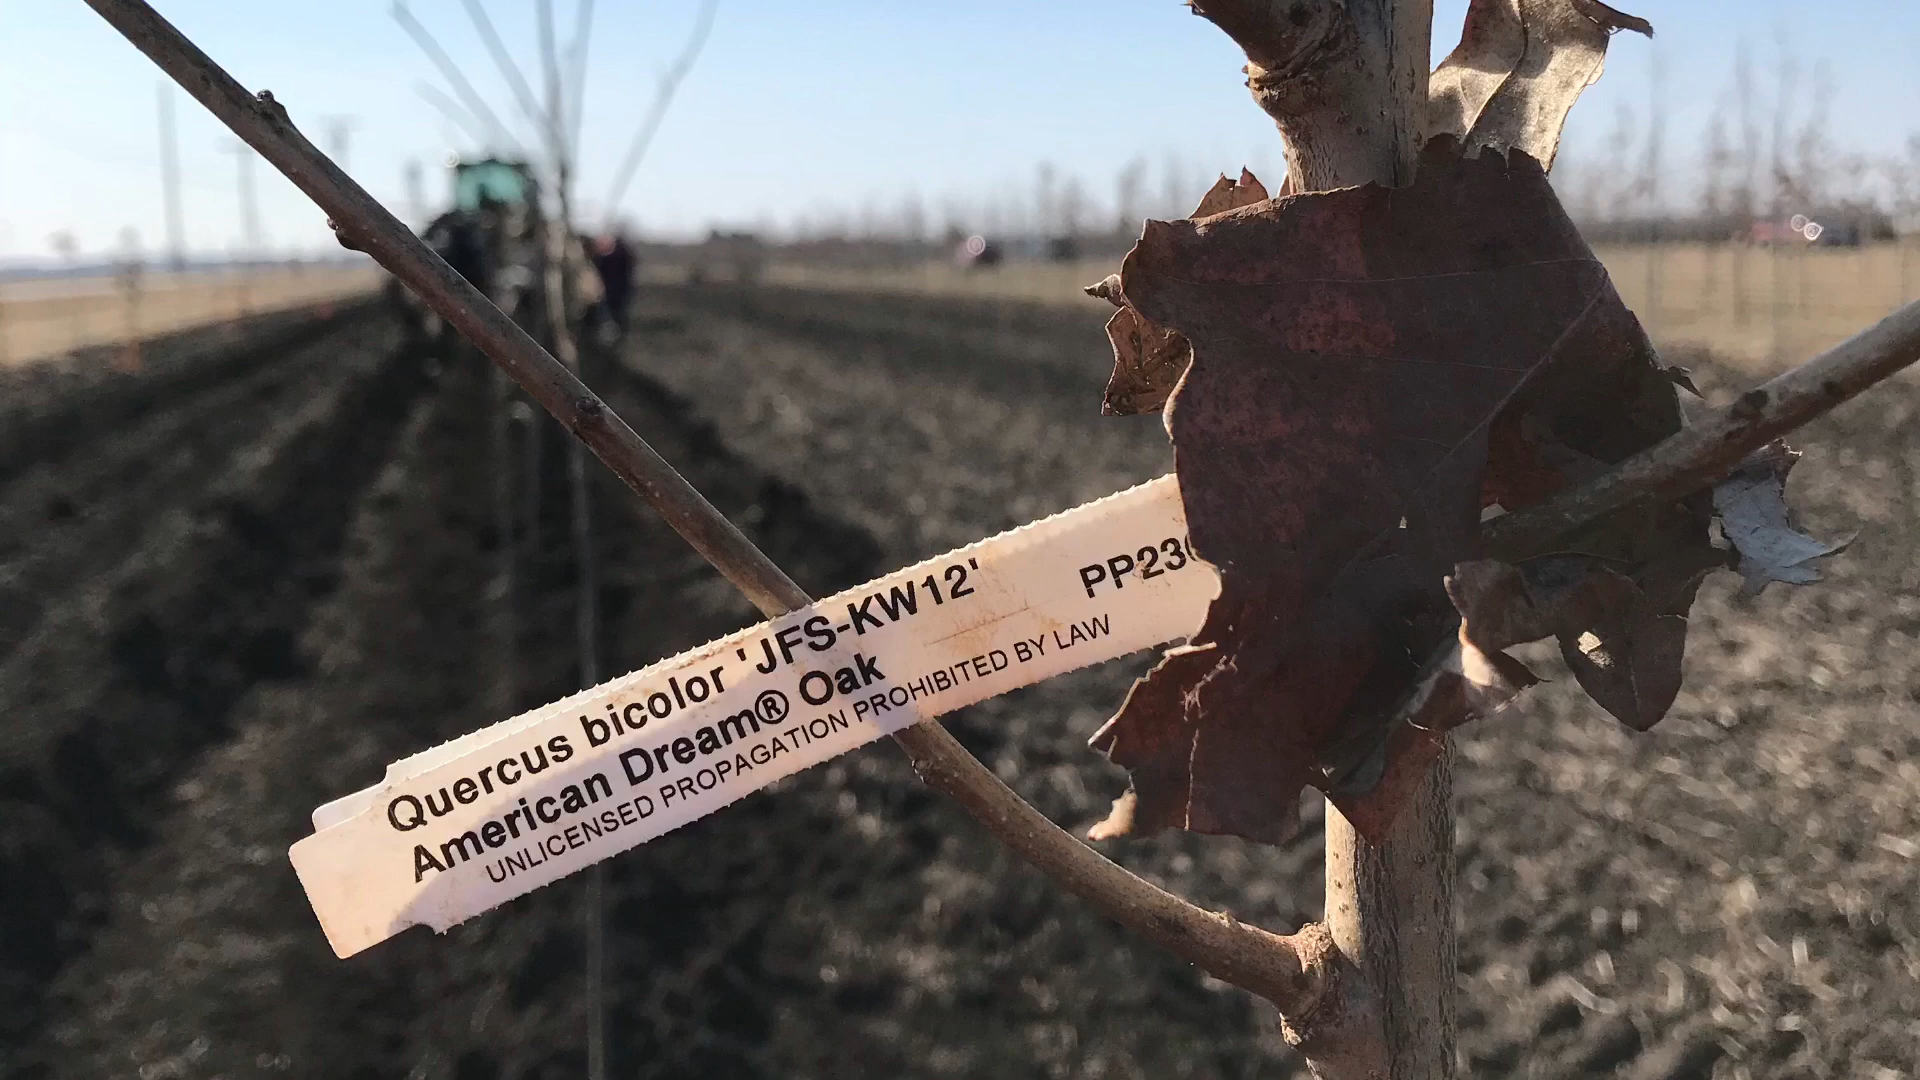 Quercus bicolor 'JFS-KW12'
American Dream® Oak
UNLICENSED PROPAGATION PROHIBITED BY LAW